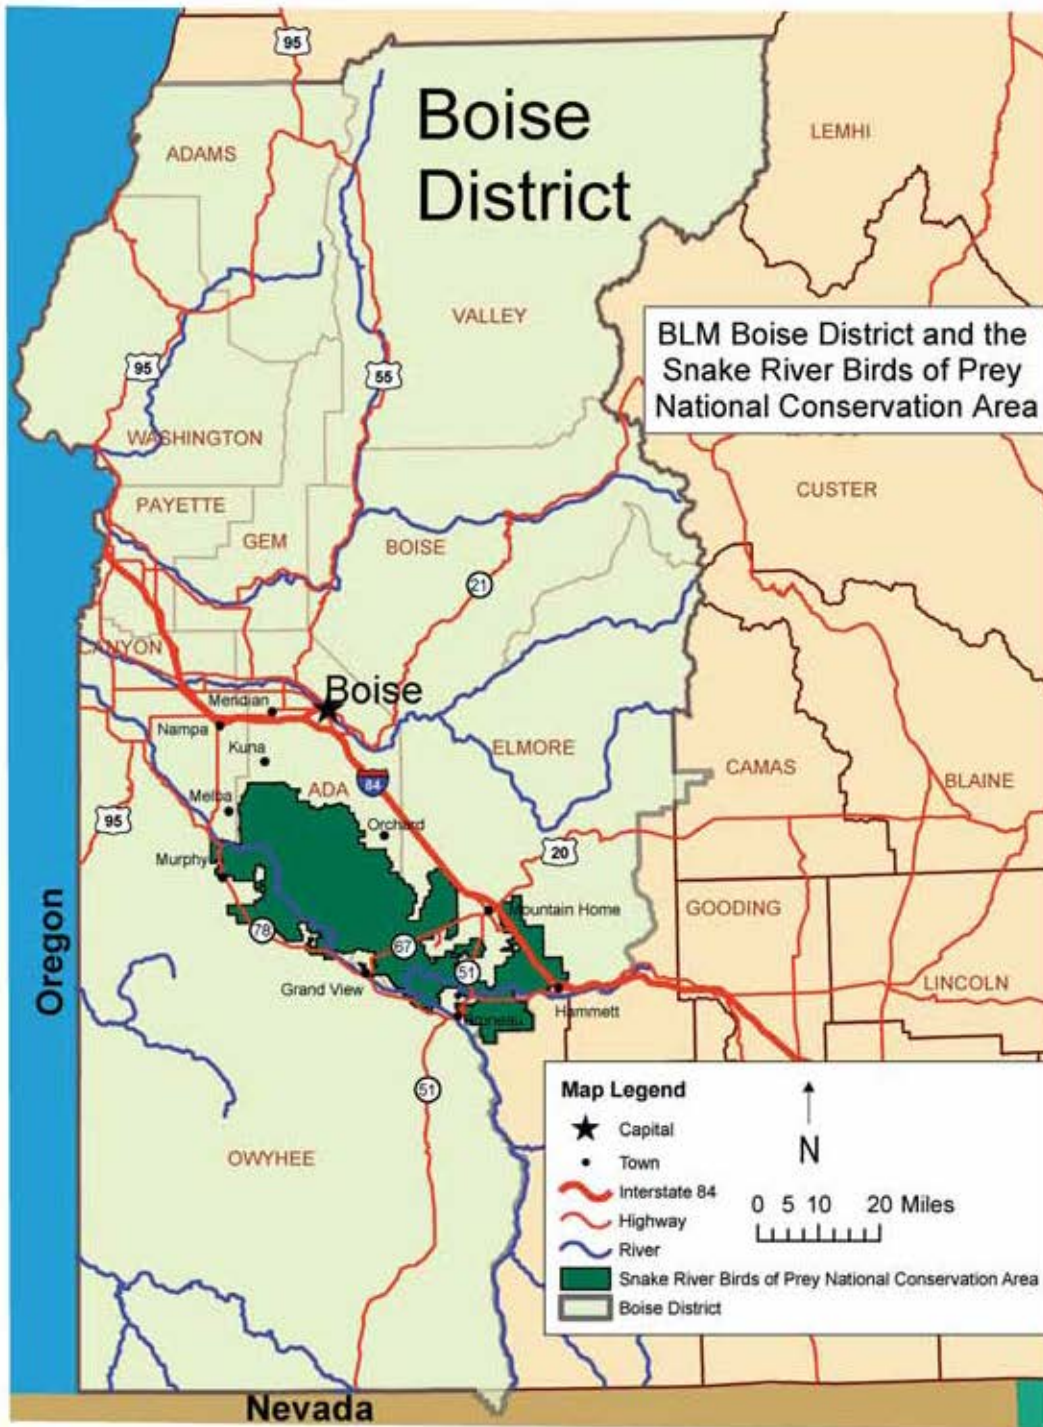 95
Boise
District
LEMHI
ADAMS
VALLEY
BLM Boise District and the
Snake River Birds of Prey
National Conservation Area
95
55
WASHINGTON
CUSTER
PAYETTE
GEM
BOISE
21
CANYON
Boise
Meridian
Nampa
Kuna
ELMORE
CAMAS
BLAINE
84
ADA
Melba
95
Orchard
20
Murphy
Mountain Home
GOODING
78
67
51
LINCOLN
Oregon
Grand View
Hammett
Bruneau
51
OWYHEE
Map Legend
Capital
Town
Interstate 84
Highway
River
Snake River Birds of Prey National Conservation Area
Boise District
N
0 5 10 20 Miles
Nevada